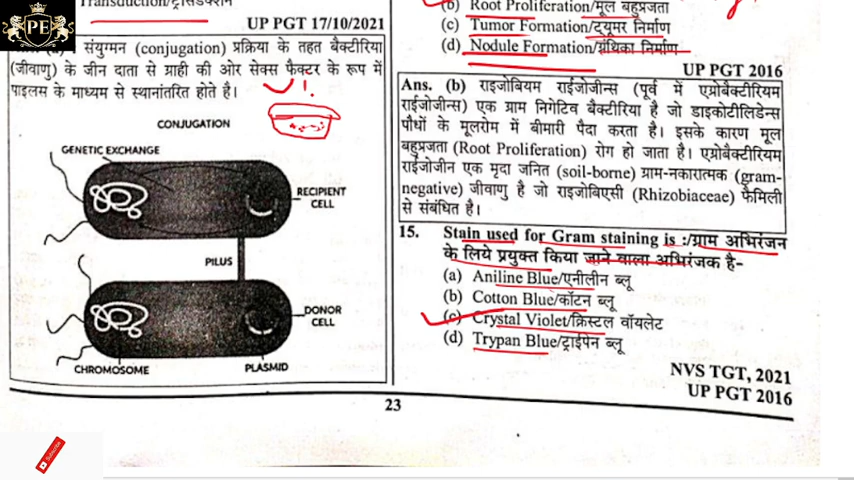 PE
Transduction/ट्रांसडक्शन
UP PGT 17/10/2021
संयुग्मन (conjugation) प्रक्रिया के तहत बैक्टीरिया
(जीवाणु) के जीन दाता से ग्राही की ओर सेक्स फैक्टर के रूप में
पाइलस के माध्यम से स्थानांतरित होते है।
CONJUGATION
GENETIC EXCHANGE
RECIPIENT
CELL
PILUS
DONOR
CELL
CHROMOSOME
PLASMID
(b) Root Proliferation/मूल बहुप्रजता
(c) Tumor Formation/ट्यूमर निर्माण
(d) Nodule Formation/ग्रंथिका निर्माण
UP PGT 2016
Ans. (b) राइजोबियम राईजोजीन्स (पूर्व में एग्रोबैक्टीरियम
राईजोजीन्स) एक ग्राम निगेटिव बैक्टीरिया है जो डाइकोटीलिडेन्स
पौधों के मूलरोम में बीमारी पैदा करता है। इसके कारण मूल
बहुप्रजता (Root Proliferation) रोग हो जाता है। एग्रोबैक्टीरियम
राईजोजीन एक मृदा जनित (soil-borne) ग्राम-नकारात्मक (gram-
negative) जीवाणु है जो राइजोबिएसी (Rhizobiaceae) फैमिली
से संबंधित है।
15. Stain used for Gram staining is :/ग्राम अभिरंजन
के लिये प्रयुक्त किया जाने वाला अभिरंजक है-
(a) Aniline Blue/एनीलीन ब्लू
(b) Cotton Blue/कॉटन ब्लू
(c) Crystal Violet/क्रिस्टल वॉयलेट
(d) Trypan Blue/ट्राईपेन ब्लू
NVS TGT, 2021
UP PGT 2016
23
Subscribe